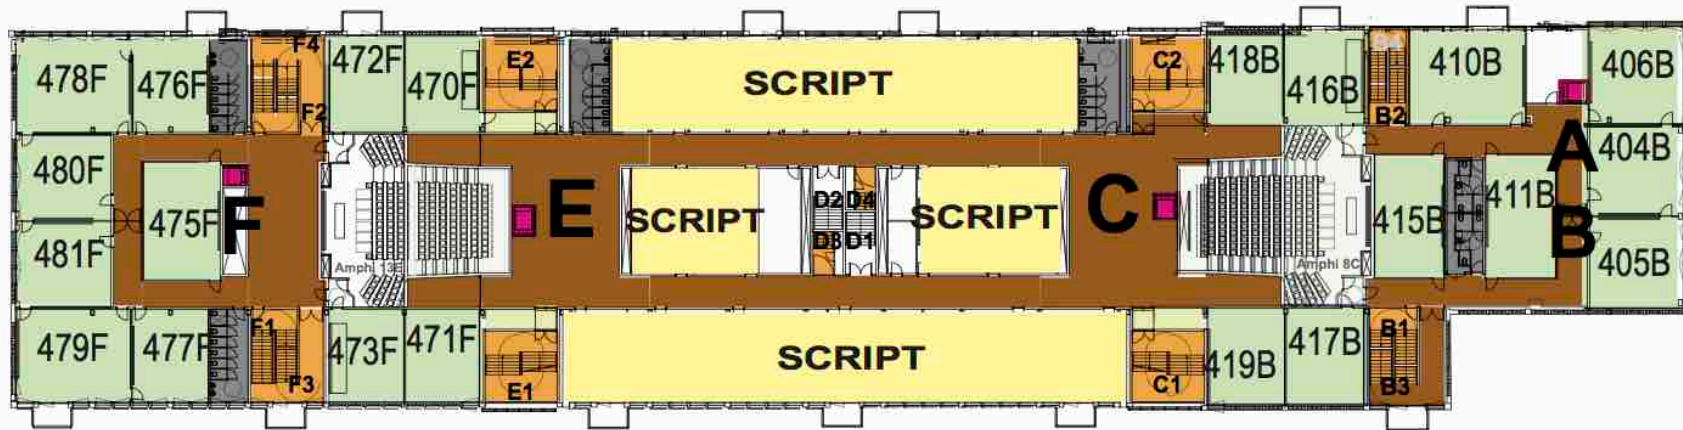 F4
472F
E2
C2
418B
410B
406B
478F
476F
470F
SCRIPT
416B
F2
B2
A
480F
404B
F
475F
E
SCRIPT
D2
D4
SCRIPT
C
415B
411B
B
481F
D3
D1
405B
Amphi 13E
Amphi 8C
F1
B1
479F
477F
473F
471F
SCRIPT
419B
417B
F3
E1
C1
B3